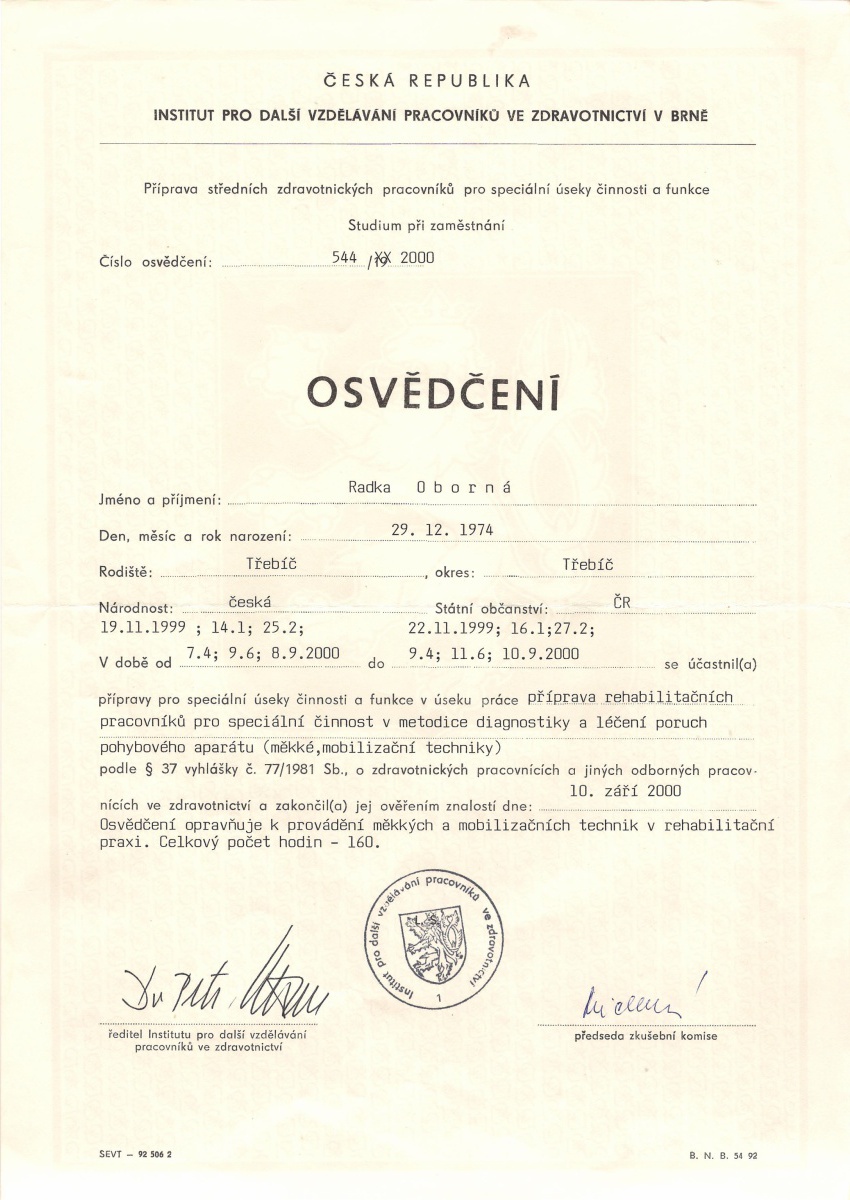 ČESKÁ REPUBLIKA
INSTITUT PRO DALŠÍ VZDĚLÁVÁNÍ PRACOVNÍKŮ VE ZDRAVOTNICTVÍ V BRNĚ
Příprava středních zdravotnických pracovníků pro speciální úseky činnosti a funkce
Studium při zaměstnání
Číslo osvědčení: 544 /19XX 2000
OSVĚDČENÍ
Jméno a příjmení: Radka O b o r n á
Den, měsíc a rok narození: 29. 12. 1974
Rodiště: Třebíč, okres: Třebíč
Národnost: česká Státní občanství: ČR
19.11.1999 ; 14.1; 25.2; 22.11.1999; 16.1;27.2;
V době od 7.4; 9.6; 8.9.2000 do 9.4; 11.6; 10.9.2000 se účastnil(a)
přípravy pro speciální úseky činnosti a funkce v úseku práce příprava rehabilitačních
pracovníků pro speciální činnost v metodice diagnostiky a léčení poruch
pohybového aparátu (měkké,mobilizační techniky)
podle § 37 vyhlášky č. 77/1981 Sb., o zdravotnických pracovnících a jiných odborných pracov-
nících ve zdravotnictví a zakončil(a) jej ověřením znalostí dne: 10. září 2000
Osvědčení opravňuje k provádění měkkých a mobilizačních technik v rehabilitační
praxi. Celkový počet hodin - 160.
Institut pro další vzdělávání pracovníků ve zdravotnictví
1
Dr Petr
ředitel Institutu pro další vzdělávání
pracovníků ve zdravotnictví
předseda zkušební komise
SEVT — 92 506 2
B. N. B. 54 92